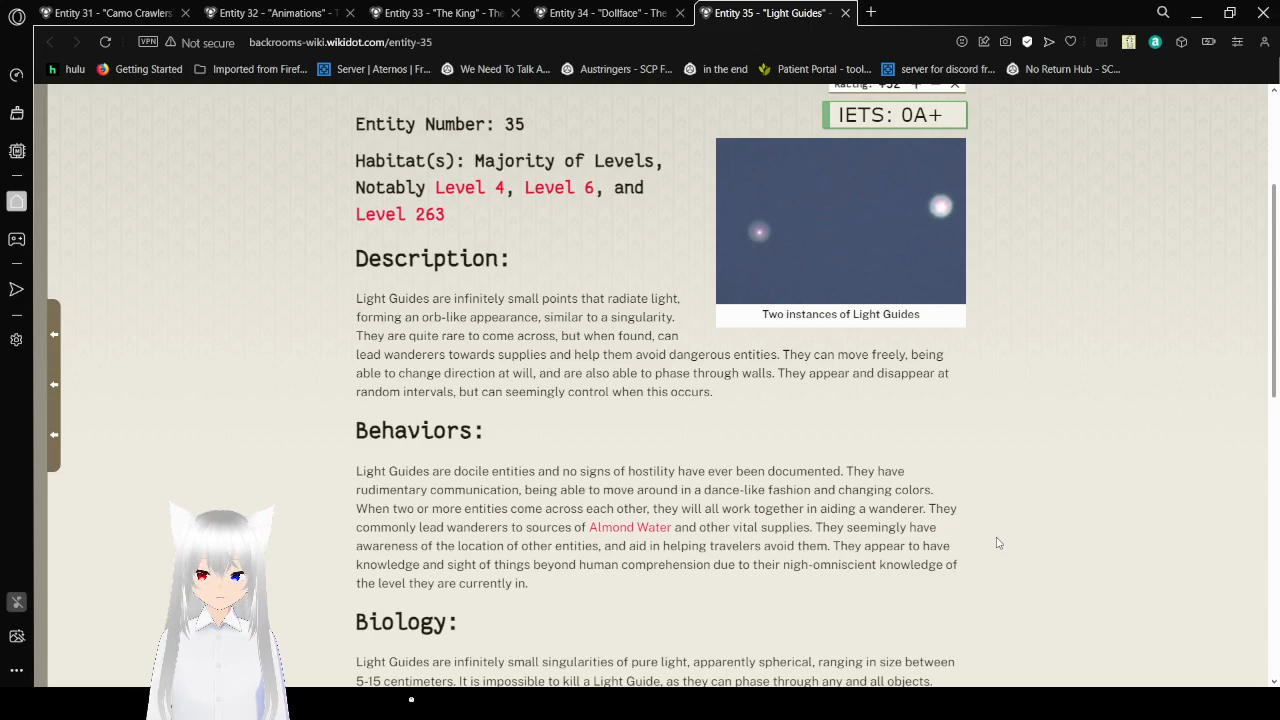 Entity 31 - "Camo Crawlers"
Entity 32 - "Animations" - T
Entity 33 - "The King" - The
Entity 34 - "Dollface" - The
Entity 35 - "Light Guides" -
VPN
Not secure
backrooms-wiki.wikidot.com/entity-35
hulu
Getting Started
Imported from Firef...
Server | Aternos | Fr...
We Need To Talk A...
Austringers - SCP F...
in the end
Patient Portal - tool...
server for discord fr...
No Return Hub - SC...
IETS: 0A+
Entity Number: 35
Habitat(s): Majority of Levels,
Notably Level 4, Level 6, and
Level 263
Two instances of Light Guides
Description:
Light Guides are infinitely small points that radiate light,
forming an orb-like appearance, similar to a singularity.
They are quite rare to come across, but when found, can
lead wanderers towards supplies and help them avoid dangerous entities. They can move freely, being
able to change direction at will, and are also able to phase through walls. They appear and disappear at
random intervals, but can seemingly control when this occurs.
Behaviors:
Light Guides are docile entities and no signs of hostility have ever been documented. They have
rudimentary communication, being able to move around in a dance-like fashion and changing colors.
When two or more entities come across each other, they will all work together in aiding a wanderer. They
commonly lead wanderers to sources of Almond Water and other vital supplies. They seemingly have
awareness of the location of other entities, and aid in helping travelers avoid them. They appear to have
knowledge and sight of things beyond human comprehension due to their nigh-omniscient knowledge of
the level they are currently in.
Biology:
Light Guides are infinitely small singularities of pure light, apparently spherical, ranging in size between
5-15 centimeters. It is impossible to kill a Light Guide, as they can phase through any and all objects.